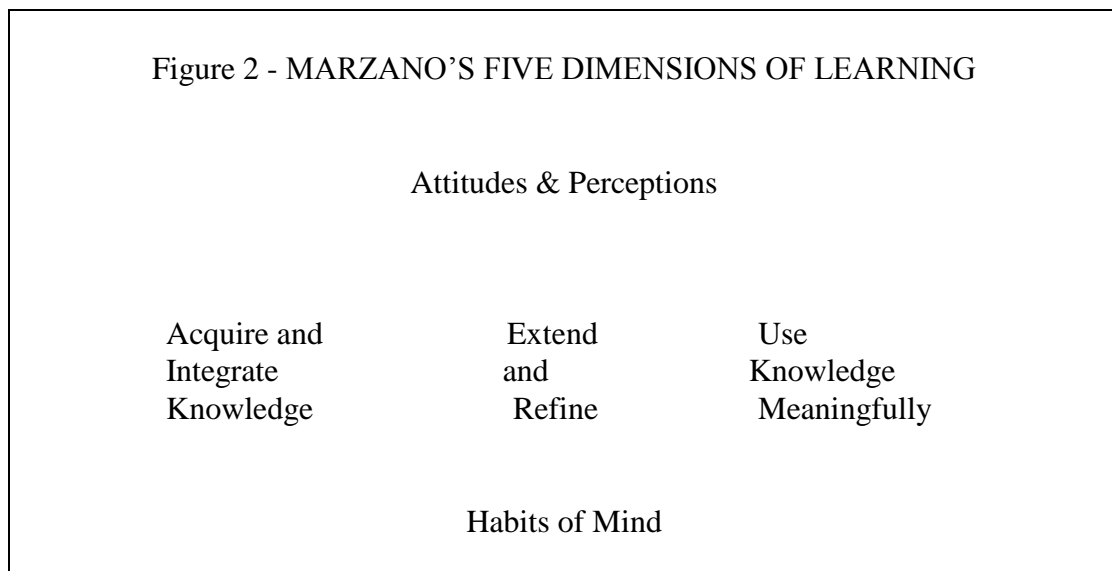 Figure 2 - MARZANO’S FIVE DIMENSIONS OF LEARNING
Attitudes & Perceptions
Acquire and Extend Use
Integrate and Knowledge
Knowledge Refine Meaningfully
Habits of Mind